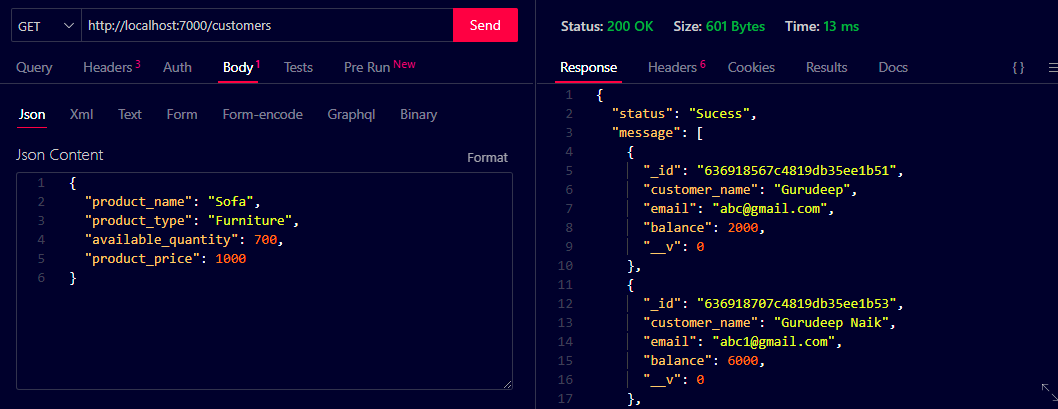 GET http://localhost:7000/customers Send
Query Headers 3 Auth Body 1 Tests Pre Run New
Json Xml Text Form Form-encode Graphql Binary
Json Content Format
1 {
2 "product_name": "Sofa",
3 "product_type": "Furniture",
4 "available_quantity": 700,
5 "product_price": 1000
6 }
Status: 200 OK Size: 601 Bytes Time: 13 ms
Response Headers 6 Cookies Results Docs {}
1 {
2 "status": "Sucess",
3 "message": [
4 {
5 "_id": "636918567c4819db35ee1b51",
6 "customer_name": "Gurudeep",
7 "email": "abc@gmail.com",
8 "balance": 2000,
9 "__v": 0
10 },
11 {
12 "_id": "636918707c4819db35ee1b53",
13 "customer_name": "Gurudeep Naik",
14 "email": "abc1@gmail.com",
15 "balance": 6000,
16 "__v": 0
17 },